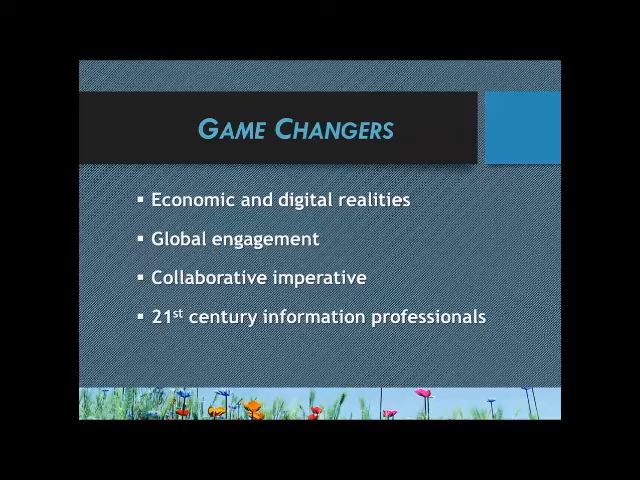 GAME CHANGERS
▪ Economic and digital realities
▪ Global engagement
▪ Collaborative imperative
▪ 21st century information professionals